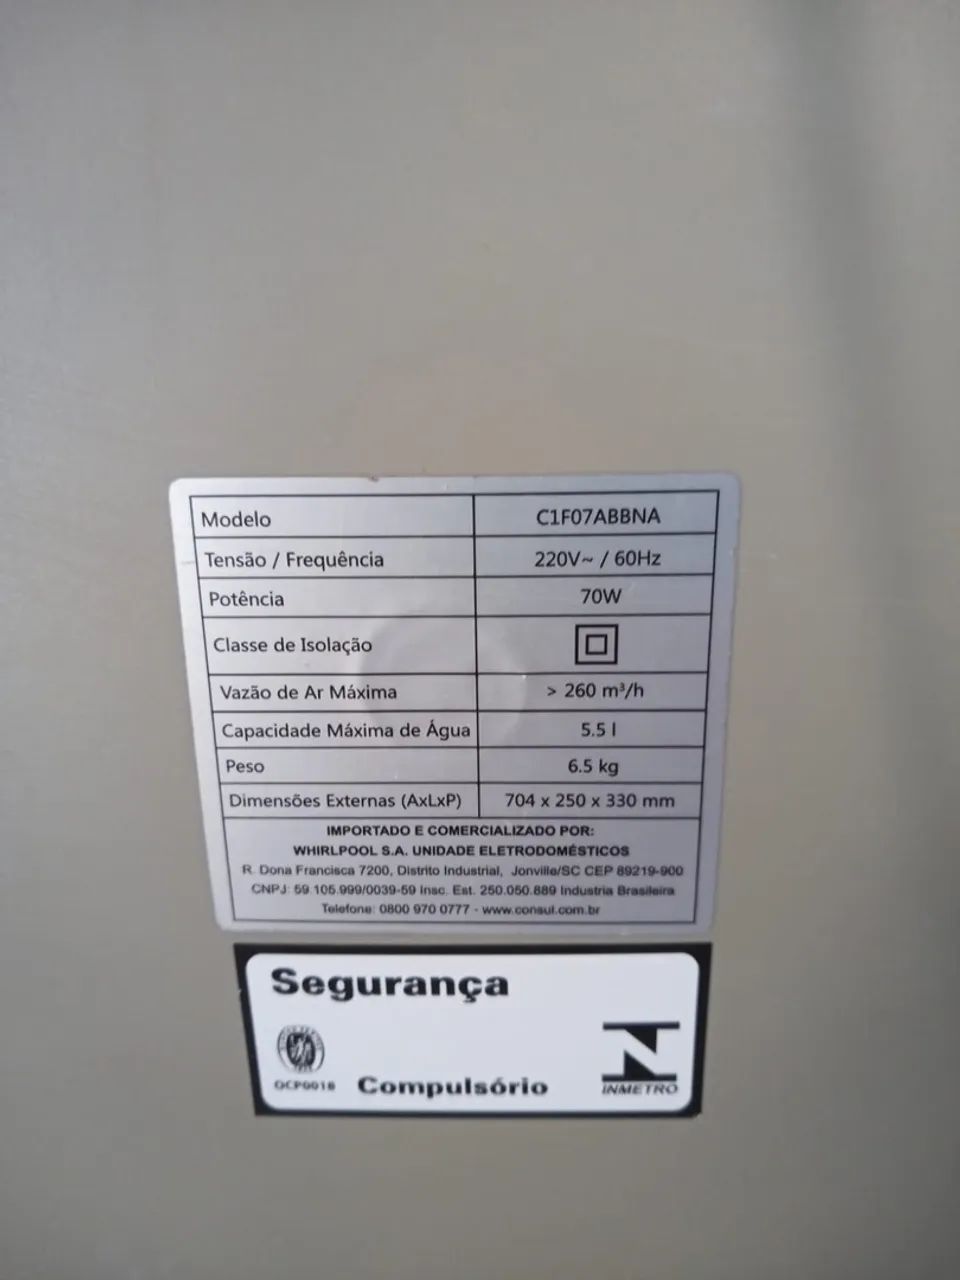 Modelo C1F07ABBNA
Tensão / Frequência 220V~ / 60Hz
Potência 70W
Classe de Isolação
Vazão de Ar Máxima > 260 m³/h
Capacidade Máxima de Água 5.5 l
Peso 6.5 kg
Dimensões Externas (AxLxP) 704 x 250 x 330 mm
IMPORTADO E COMERCIALIZADO POR:
WHIRLPOOL S.A. UNIDADE ELETRODOMÉSTICOS
R. Dona Francisca 7200, Distrito Industrial, Jonville/SC CEP 89219-900
CNPJ: 59 105.999/0039-59 Insc. Est. 250.050.889 Industria Brasileira
Telefone: 0800 970 0777 - www.consul.com.br
Segurança
OCP0018 Compulsório INMETRO